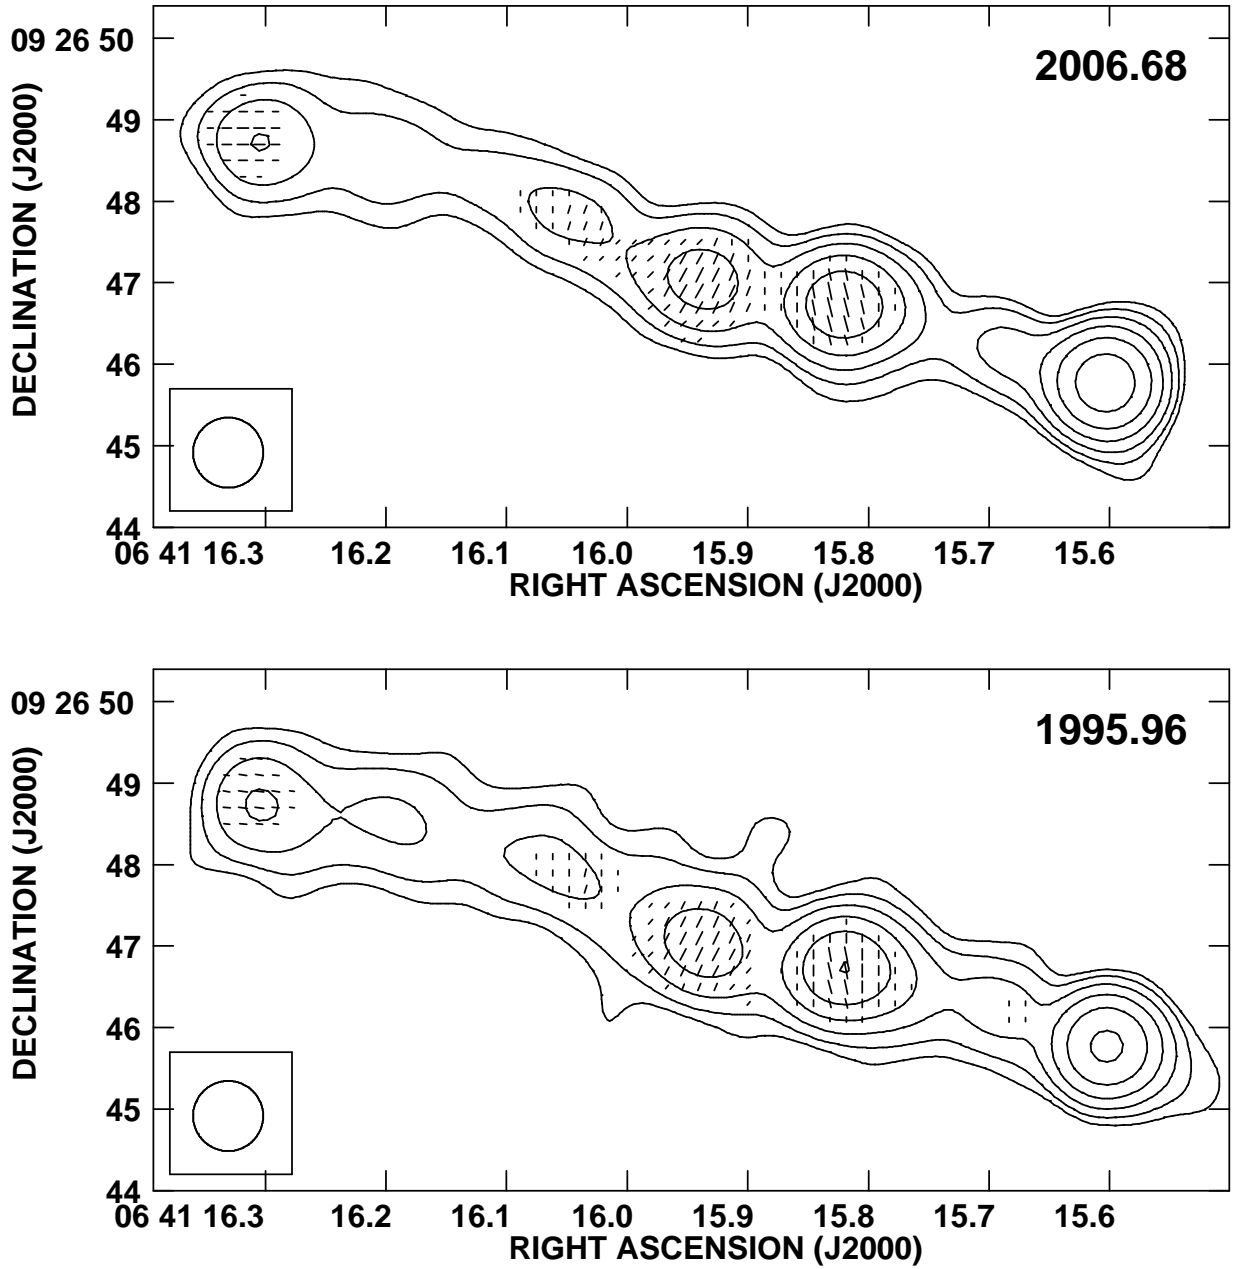 09 26 50
2006.68
49
48
47
46
45
44
DECLINATION (J2000)
06 41 16.3 16.2 16.1 16.0 15.9 15.8 15.7 15.6
RIGHT ASCENSION (J2000)
09 26 50
1995.96
49
48
47
46
45
44
DECLINATION (J2000)
06 41 16.3 16.2 16.1 16.0 15.9 15.8 15.7 15.6
RIGHT ASCENSION (J2000)